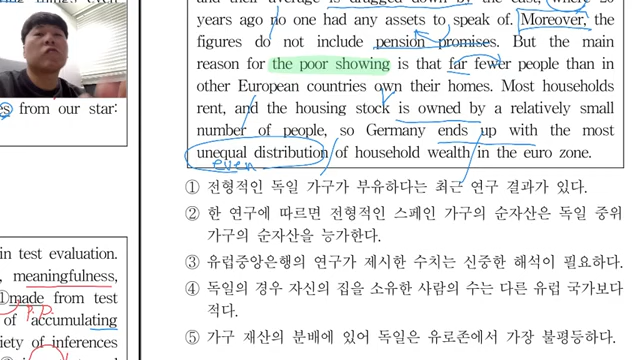 es from our star:
in test evaluation.
, meaningfulness,
①made from test
p.p.
of accumulating
iety of inferences
and their average is dragged down by the east, where 20
years ago no one had any assets to speak of. Moreover, the
figures do not include pension promises. But the main
reason for the poor showing is that far fewer people than in
other European countries own their homes. Most households
rent, and the housing stock is owned by a relatively small
number of people, so Germany ends up with the most
unequal distribution of household wealth in the euro zone.
even
① 전형적인 독일 가구가 부유하다는 최근 연구 결과가 있다.
② 한 연구에 따르면 전형적인 스페인 가구의 순자산은 독일 중위
가구의 순자산을 능가한다.
③ 유럽중앙은행의 연구가 제시한 수치는 신중한 해석이 필요하다.
④ 독일의 경우 자신의 집을 소유한 사람의 수는 다른 유럽 국가보다
적다.
⑤ 가구 재산의 분배에 있어 독일은 유로존에서 가장 불평등하다.